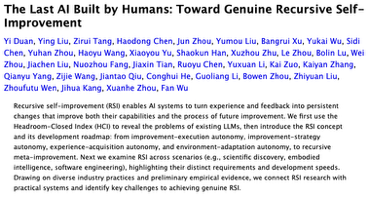 The Last AI Built by Humans: Toward Genuine Recursive Self-
Improvement
Yi Duan, Ying Liu, Zirui Tang, Haodong Chen, Jun Zhou, Yumou Liu, Bangrui Xu, Yukai Wu, Sidi
Chen, Yuhan Zhou, Haoyu Wang, Xiaoyou Yu, Shaokun Han, Xuzhou Zhu, Le Zhou, Bolin Lu, Wei
Zhou, Jiachen Liu, Nuozhou Fang, Jiaxin Tian, Ruoyu Chen, Yuxuan Li, Kai Zuo, Kaiyan Zhang,
Qianyu Yang, Zijie Wang, Jiantao Qiu, Conghui He, Guoliang Li, Bowen Zhou, Zhiyuan Liu,
Zhoufutu Wen, Jihua Kang, Xuanhe Zhou, Fan Wu
Recursive self-improvement (RSI) enables AI systems to turn experience and feedback into persistent
changes that improve both their capabilities and the process of future improvement. We first use the
Headroom-Closed Index (HCI) to reveal the problems of existing LLMs, then introduce the RSI concept
and its development roadmap: from improvement-execution autonomy, improvement-strategy
autonomy, experience-acquisition autonomy, and environment-adaptation autonomy, to recursive
meta-improvement. Next we examine RSI across scenarios (e.g., scientific discovery, embodied
intelligence, software engineering), highlighting their distinct requirements and development speeds.
Drawing on diverse industry practices and preliminary empirical evidence, we connect RSI research with
practical systems and identify key challenges to achieving genuine RSI.